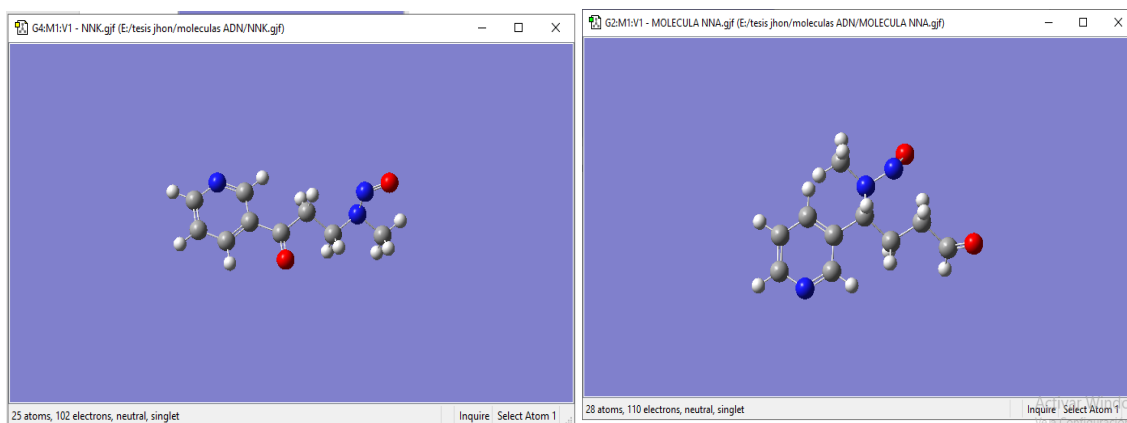 G4:M1:V1 - NNK.gjf (E:/tesis jhon/moleculas ADN/NNK.gjf)
25 atoms, 102 electrons, neutral, singlet
Inquire
Select Atom 1
G2:M1:V1 - MOLECULA NNA.gjf (E:/tesis jhon/moleculas ADN/MOLECULA NNA.gjf)
28 atoms, 110 electrons, neutral, singlet
Inquire
Select Atom 1
Activar Windo